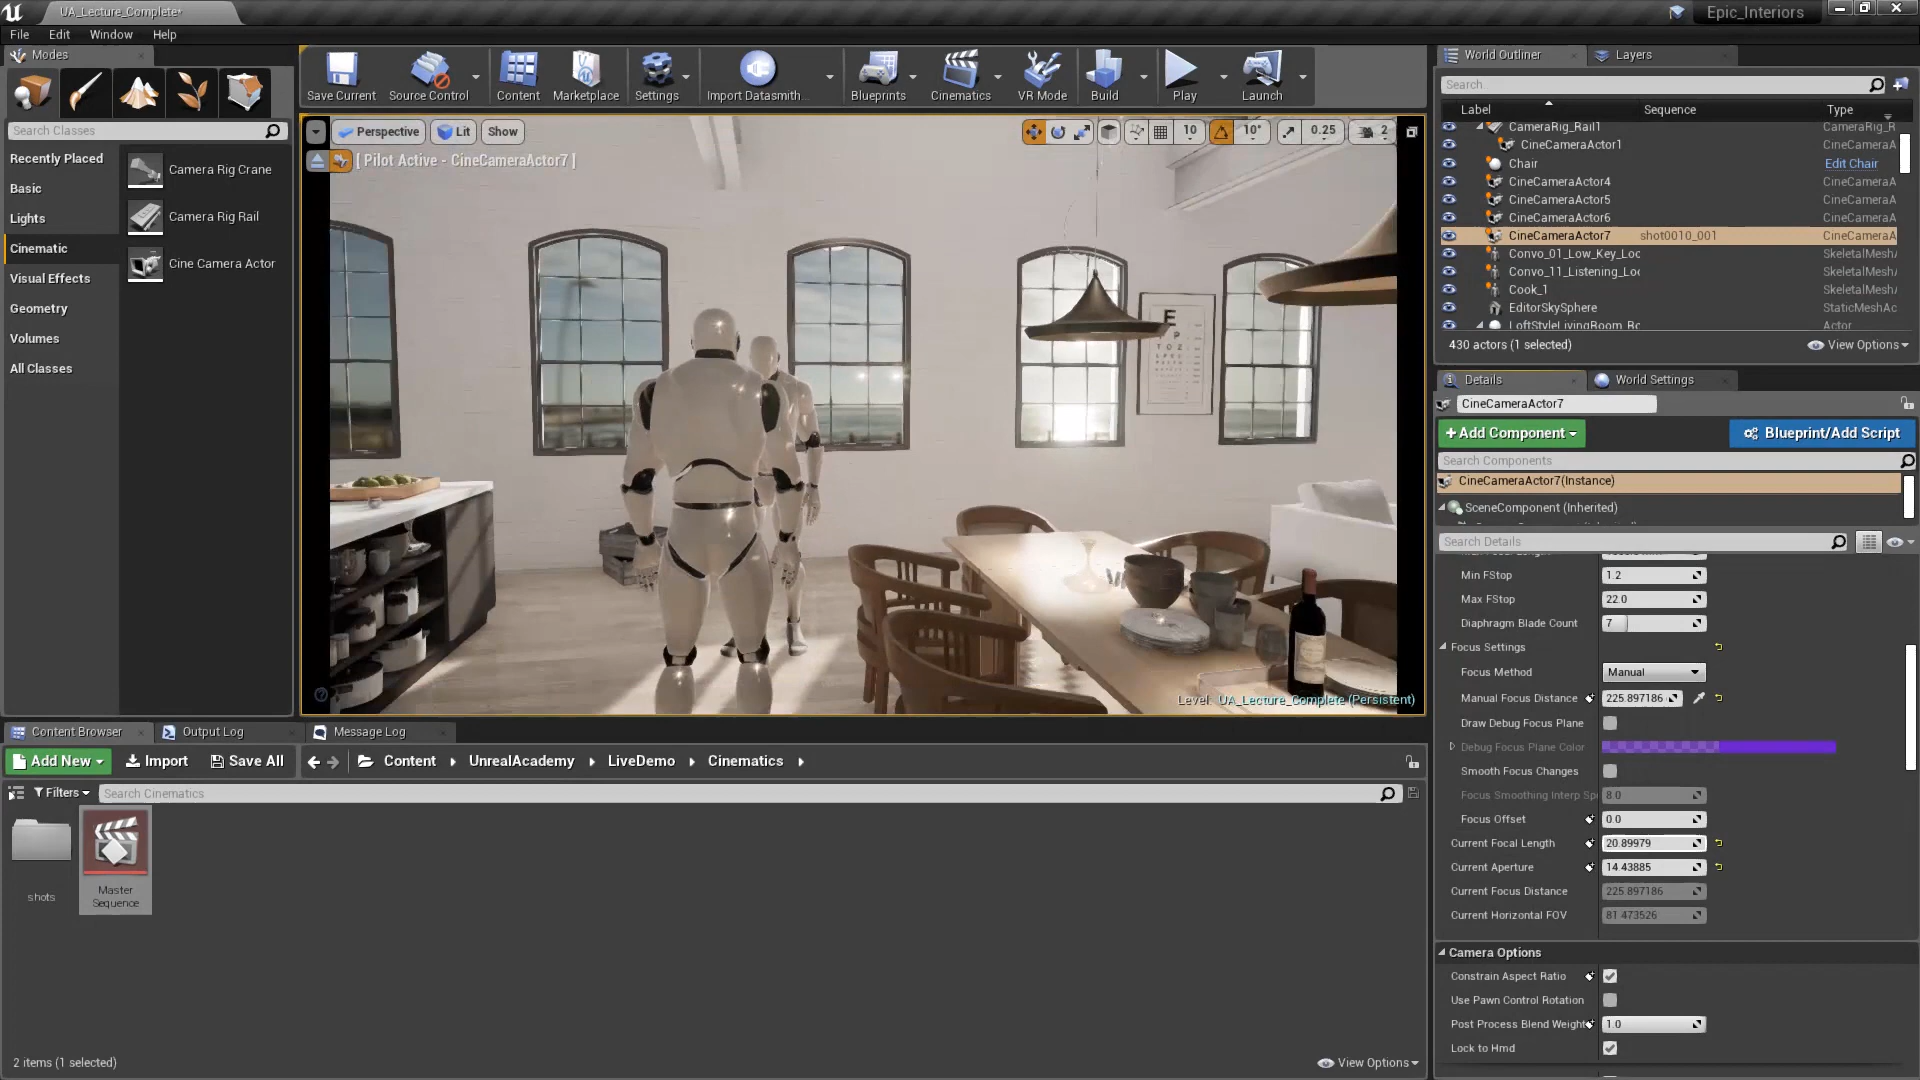 UA_Lecture_Complete*
Epic_Interiors
File
Edit
Window
Help
Modes
Search Classes
Recently Placed
Basic
Lights
Cinematic
Visual Effects
Geometry
Volumes
All Classes
Camera Rig Crane
Camera Rig Rail
Cine Camera Actor
Save Current
Source Control
Content
Marketplace
Settings
Import Datasmith...
Blueprints
Cinematics
VR Mode
Build
Play
Launch
Perspective
Lit
Show
10
10°
0.25
2
[ Pilot Active - CineCameraActor7 ]
Level: UA_Lecture_Complete (Persistent)
World Outliner
Layers
Search
Label
Sequence
Type
CameraRig_Rail1
CameraRig_R
CineCameraActor1
CineCameraA
Chair
Edit Chair
CineCameraActor4
CineCameraA
CineCameraActor5
CineCameraA
CineCameraActor6
CineCameraA
CineCameraActor7
shot0010_001
CineCameraA
Convo_01_Low_Key_Loc
SkeletalMeshA
Convo_11_Listening_Loc
SkeletalMeshA
Cook_1
SkeletalMeshA
EditorSkySphere
StaticMeshAc
Actor
430 actors (1 selected)
View Options
Details
World Settings
CineCameraActor7
+Add Component
Blueprint/Add Script
Search Components
CineCameraActor7(Instance)
SceneComponent (Inherited)
Search Details
Min FStop
1.2
Max FStop
22.0
Diaphragm Blade Count
7
Focus Settings
Focus Method
Manual
Manual Focus Distance
225.897186
Draw Debug Focus Plane
Debug Focus Plane Color
Smooth Focus Changes
Focus Smoothing Interp Sp
8.0
Focus Offset
0.0
Current Focal Length
20.89979
Current Aperture
14.43885
Current Focus Distance
225.897186
Current Horizontal FOV
81.473526
Camera Options
Constrain Aspect Ratio
Use Pawn Control Rotation
Post Process Blend Weight
1.0
Lock to Hmd
Content Browser
Output Log
Message Log
Add New
Import
Save All
Content
UnrealAcademy
LiveDemo
Cinematics
Filters
Search Cinematics
shots
Master
Sequence
2 items (1 selected)
View Options